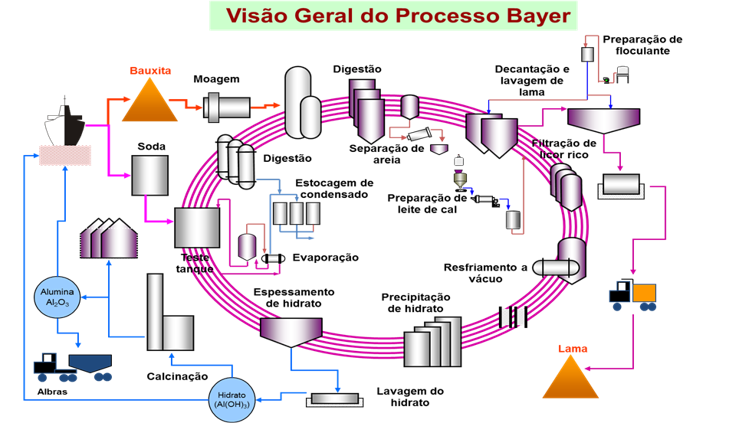 Visão Geral do Processo Bayer
Preparação de
floculante
Bauxita
Moagem
Digestão
Decantação e
lavagem de
lama
Soda
Digestão
Separação de
areia
Filtração de
licor rico
Estocagem de
condensado
Preparação de
leite de cal
Teste
tanque
Evaporação
Resfriamento a
vácuo
Alumina
Al2O3
Espessamento
de hidrato
Precipitação
de hidrato
Lama
Calcinação
Albras
Hidrato
(Al(OH)3)
Lavagem do
hidrato